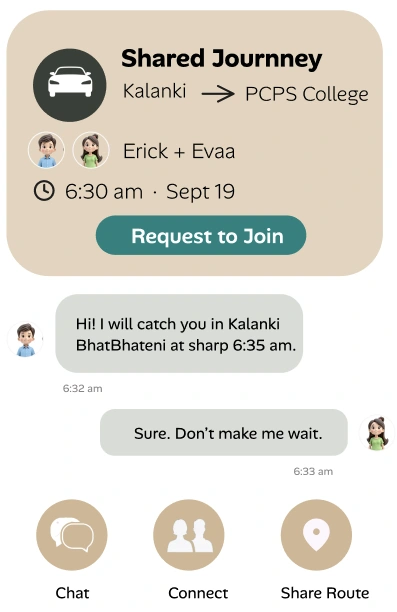 Shared Journney
Kalanki → PCPS College
Erick + Evaa
6:30 am · Sept 19
Request to Join
Hi! I will catch you in Kalanki
BhatBhateni at sharp 6:35 am.
6:32 am
Sure. Don't make me wait.
6:33 am
Chat Connect Share Route